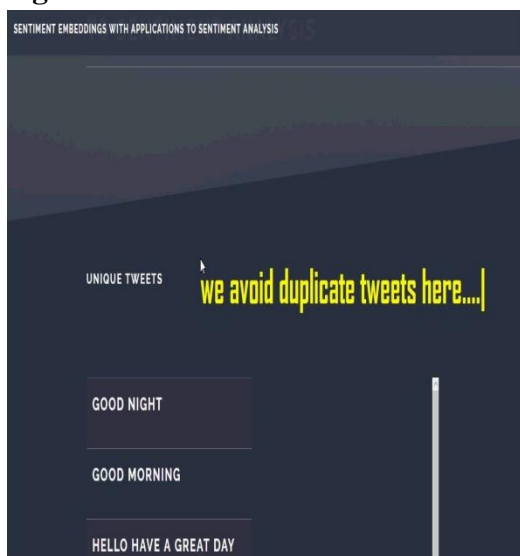 SENTIMENT EMBEDDINGS WITH APPLICATIONS TO SENTIMENT ANALYSIS
UNIQUE TWEETS
we avoid duplicate tweets here....|
GOOD NIGHT
GOOD MORNING
HELLO HAVE A GREAT DAY